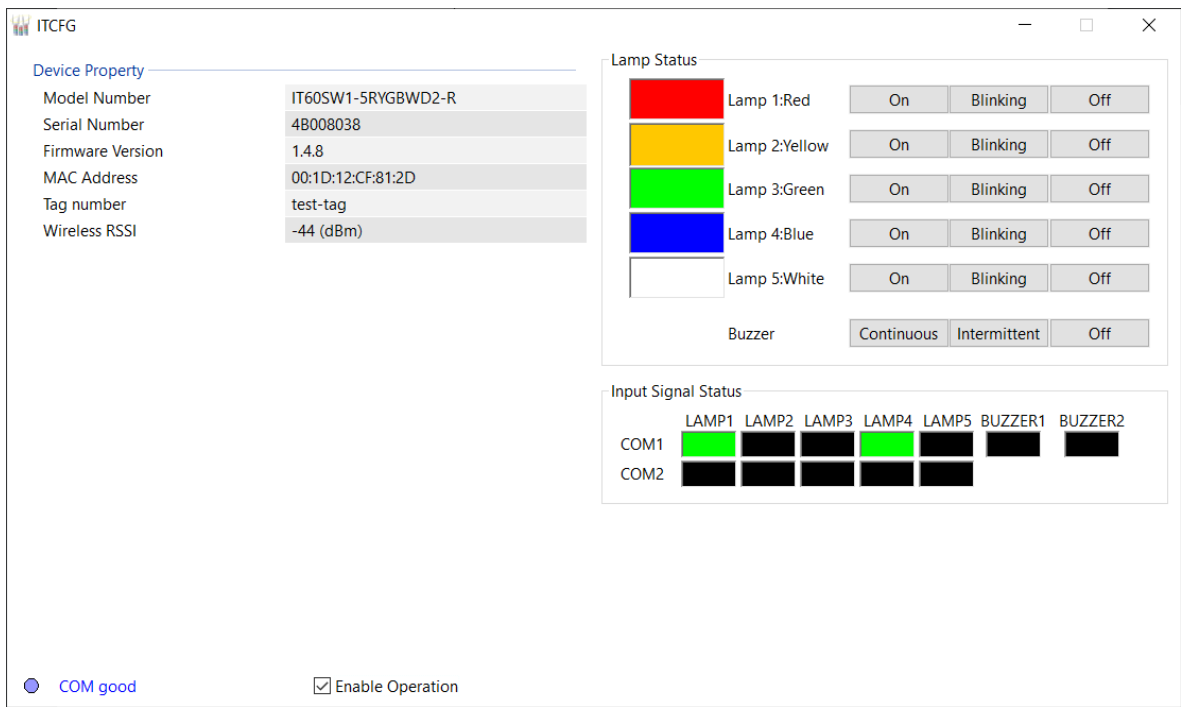 ITCFG
Device Property
Model Number IT60SW1-5RYGBWD2-R
Serial Number 4B008038
Firmware Version 1.4.8
MAC Address 00:1D:12:CF:81:2D
Tag number test-tag
Wireless RSSI -44 (dBm)
Lamp Status
Lamp 1:Red On Blinking Off
Lamp 2:Yellow On Blinking Off
Lamp 3:Green On Blinking Off
Lamp 4:Blue On Blinking Off
Lamp 5:White On Blinking Off
Buzzer Continuous Intermittent Off
Input Signal Status
LAMP1 LAMP2 LAMP3 LAMP4 LAMP5 BUZZER1 BUZZER2
COM1
COM2
COM good Enable Operation